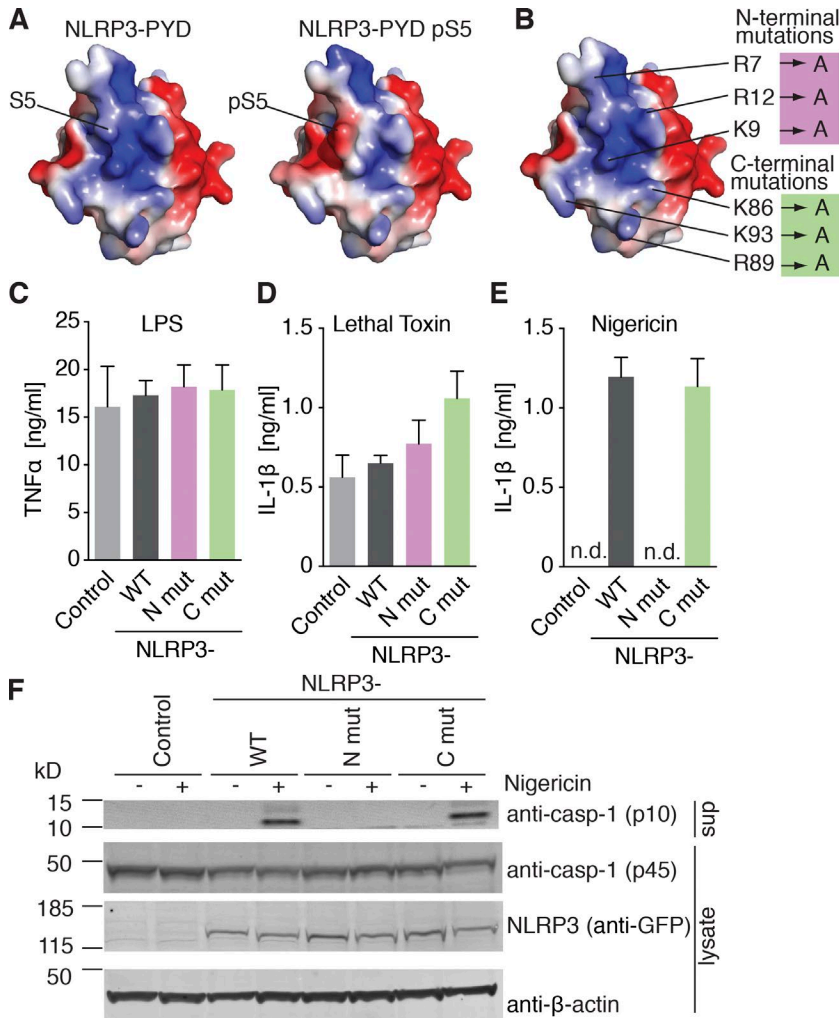 A
NLRP3-PYD
NLRP3-PYD pS5
S5
pS5
B
N-terminal
mutations
R7 A
R12 A
K9 A
C-terminal
mutations
K86 A
K93 A
R89 A
C
LPS
TNFα [ng/ml]
25
20
15
10
5
0
Control
WT
N mut
C mut
NLRP3-
D
Lethal Toxin
IL-1β [ng/ml]
1.5
1.0
0.5
0
Control
WT
N mut
C mut
NLRP3-
E
Nigericin
IL-1β [ng/ml]
1.5
1.0
0.5
0
n.d.
n.d.
Control
WT
N mut
C mut
NLRP3-
F
NLRP3-
Control
WT
N mut
C mut
kD
- + - + - + - + Nigericin
15
10
anti-casp-1 (p10)
sup
50
anti-casp-1 (p45)
185
115
NLRP3 (anti-GFP)
50
anti-β-actin
lysate